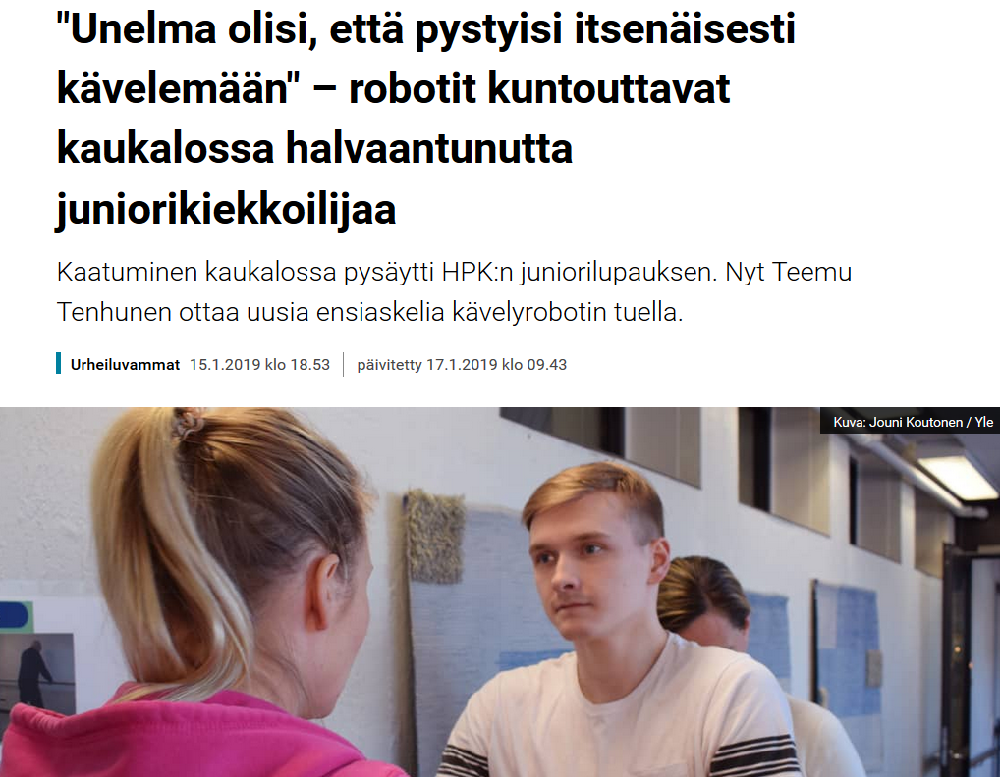 "Unelma olisi, että pystyisi itsenäisesti
kävelemään" – robotit kuntouttavat
kaukalossa halvaantunutta
juniorikiekkoilijaa
Kaatuminen kaukalossa pysäytti HPK:n juniorilupauksen. Nyt Teemu
Tenhunen ottaa uusia ensiaskelia kävelyrobotin tuella.
Urheiluvammat 15.1.2019 klo 18.53 päivitetty 17.1.2019 klo 09.43
Kuva: Jouni Koutonen / Yle